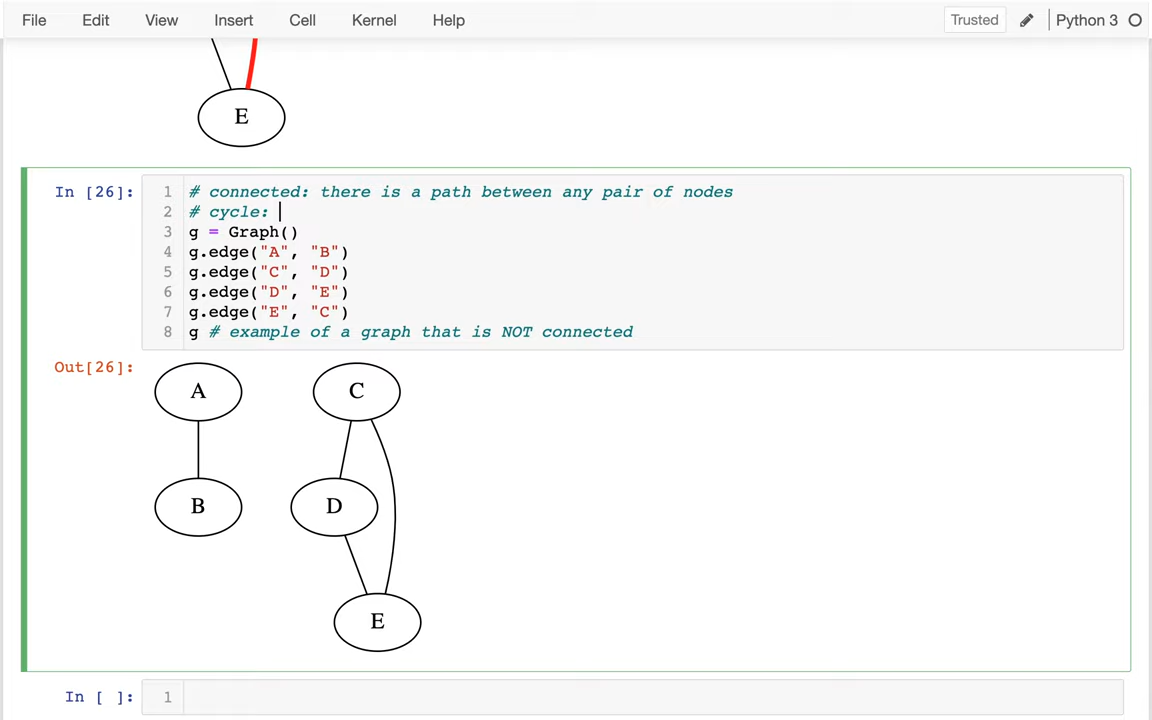 File Edit View Insert Cell Kernel Help Trusted Python 3
E
In [26]:
1 # connected: there is a path between any pair of nodes
2 # cycle:
3 g = Graph()
4 g.edge("A", "B")
5 g.edge("C", "D")
6 g.edge("D", "E")
7 g.edge("E", "C")
8 g # example of a graph that is NOT connected
Out[26]:
A C
B D
E
In [ ]: 1